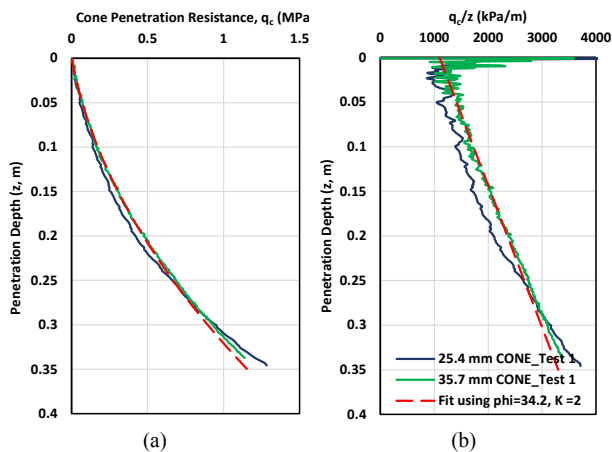 Cone Penetration Resistance, qc (MPa
0 0.5 1 1.5
0
0.05
0.1
0.15
0.2
0.25
0.3
0.35
0.4
Penetration Depth (z, m)
(a)
qc/z (kPa/m)
0 1000 2000 3000 4000
0
0.05
0.1
0.15
0.2
0.25
0.3
0.35
0.4
Penetration Depth (z, m)
25.4 mm CONE_Test 1
35.7 mm CONE_Test 1
Fit using phi=34.2, K =2
(b)